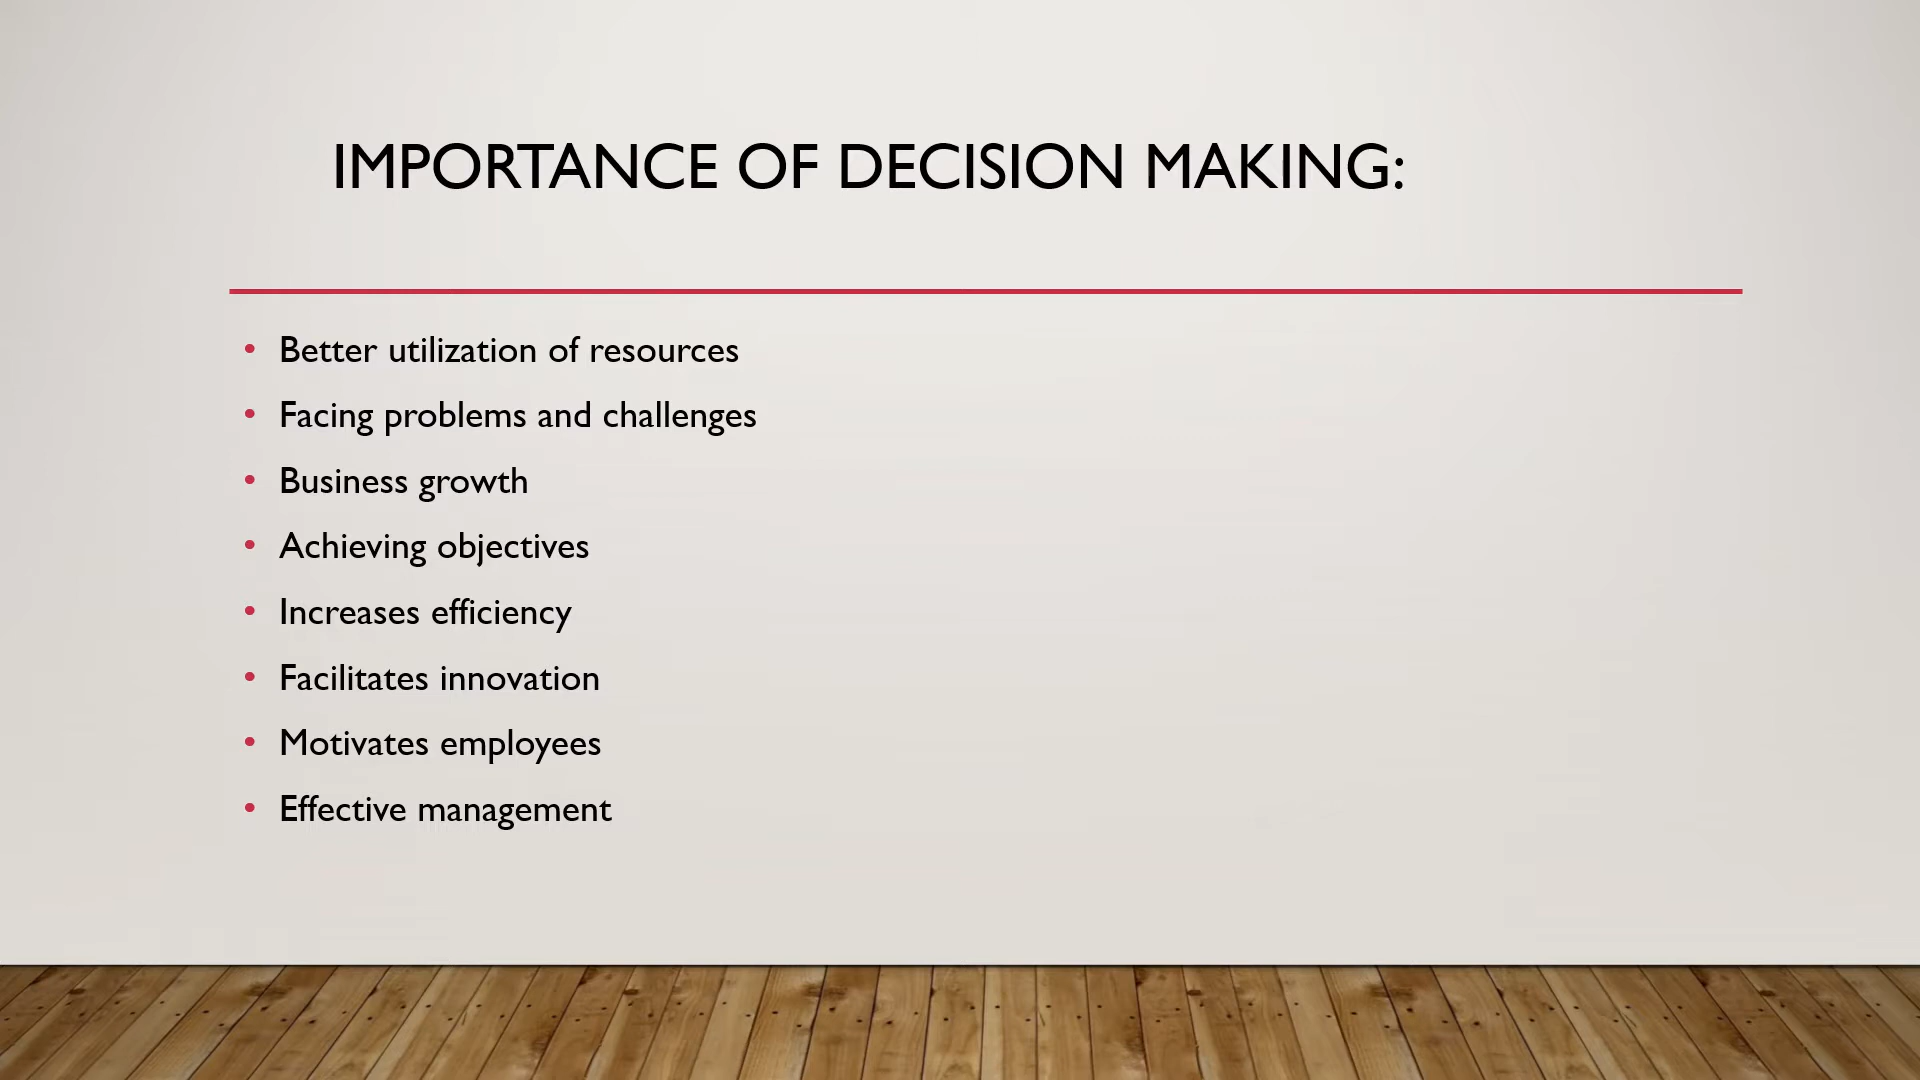 IMPORTANCE OF DECISION MAKING:
• Better utilization of resources
• Facing problems and challenges
• Business growth
• Achieving objectives
• Increases efficiency
• Facilitates innovation
• Motivates employees
• Effective management